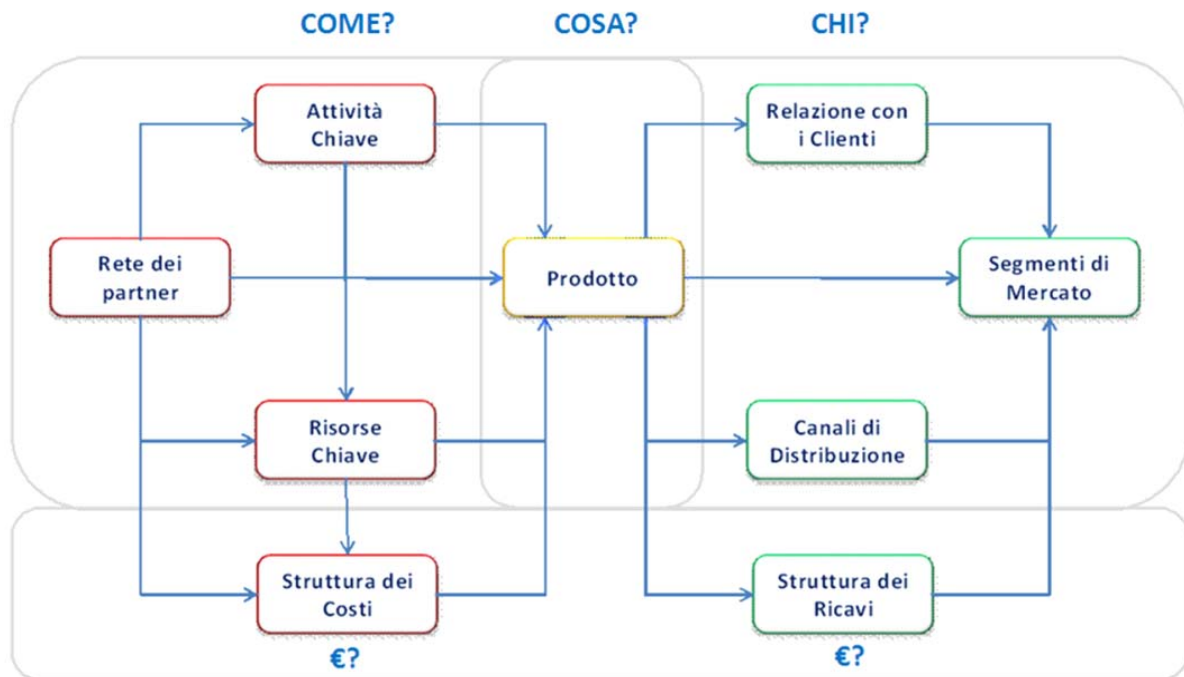 COME?
COSA?
CHI?
Attività
Chiave
Relazione con
i Clienti
Rete dei
partner
Prodotto
Segmenti di
Mercato
Risorse
Chiave
Canali di
Distribuzione
Struttura dei
Costi
Struttura dei
Ricavi
€?
€?